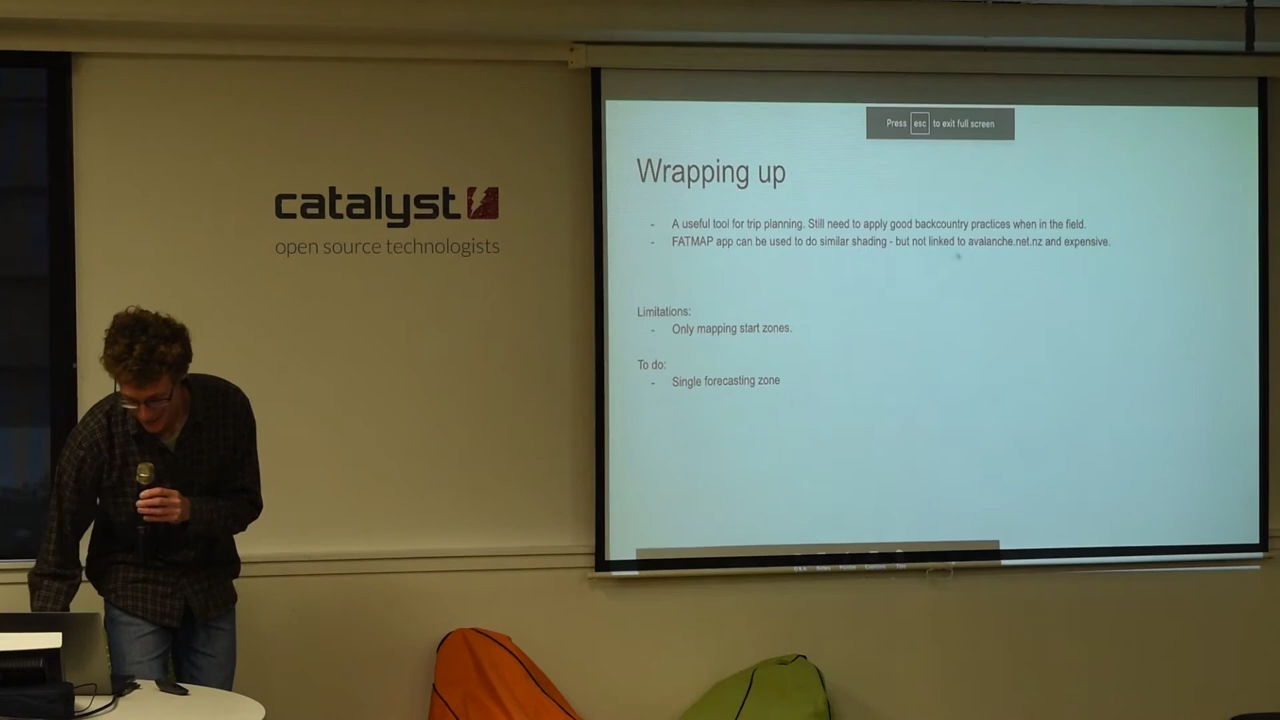 catalyst
open source technologists
Press esc to exit full screen
Wrapping up
- A useful tool for trip planning. Still need to apply good backcountry practices when in the field.
- FATMAP app can be used to do similar shading - but not linked to avalanche.net.nz and expensive.
Limitations:
- Only mapping start zones.
To do:
- Single forecasting zone